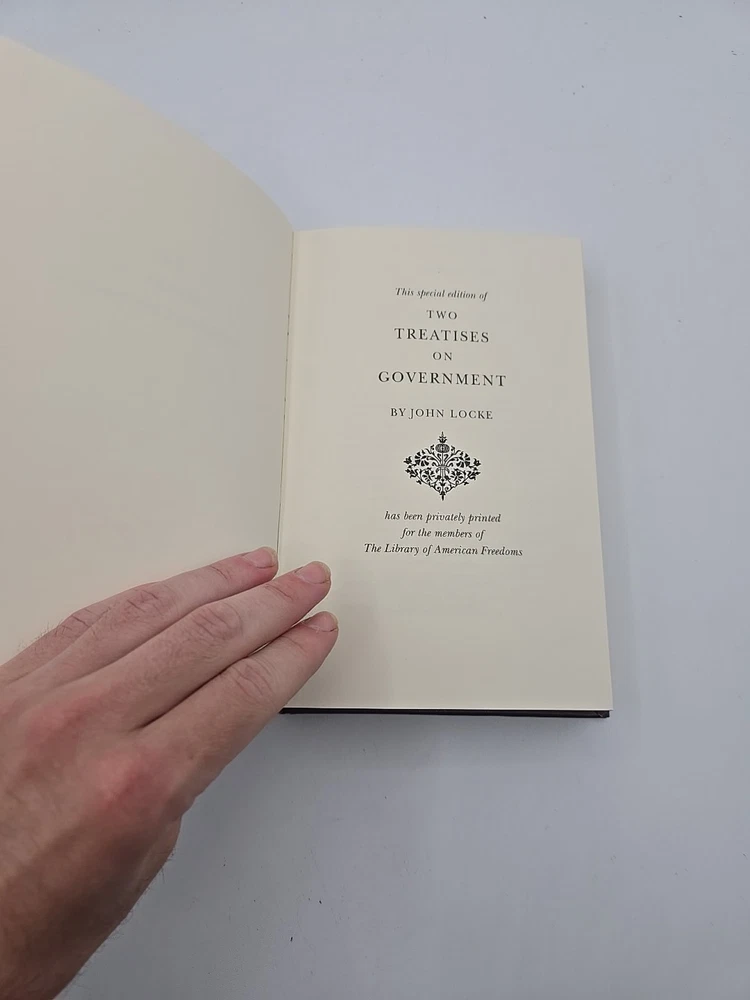 This special edition of
TWO
TREATISES
ON
GOVERNMENT
BY JOHN LOCKE
has been privately printed
for the members of
The Library of American Freedoms